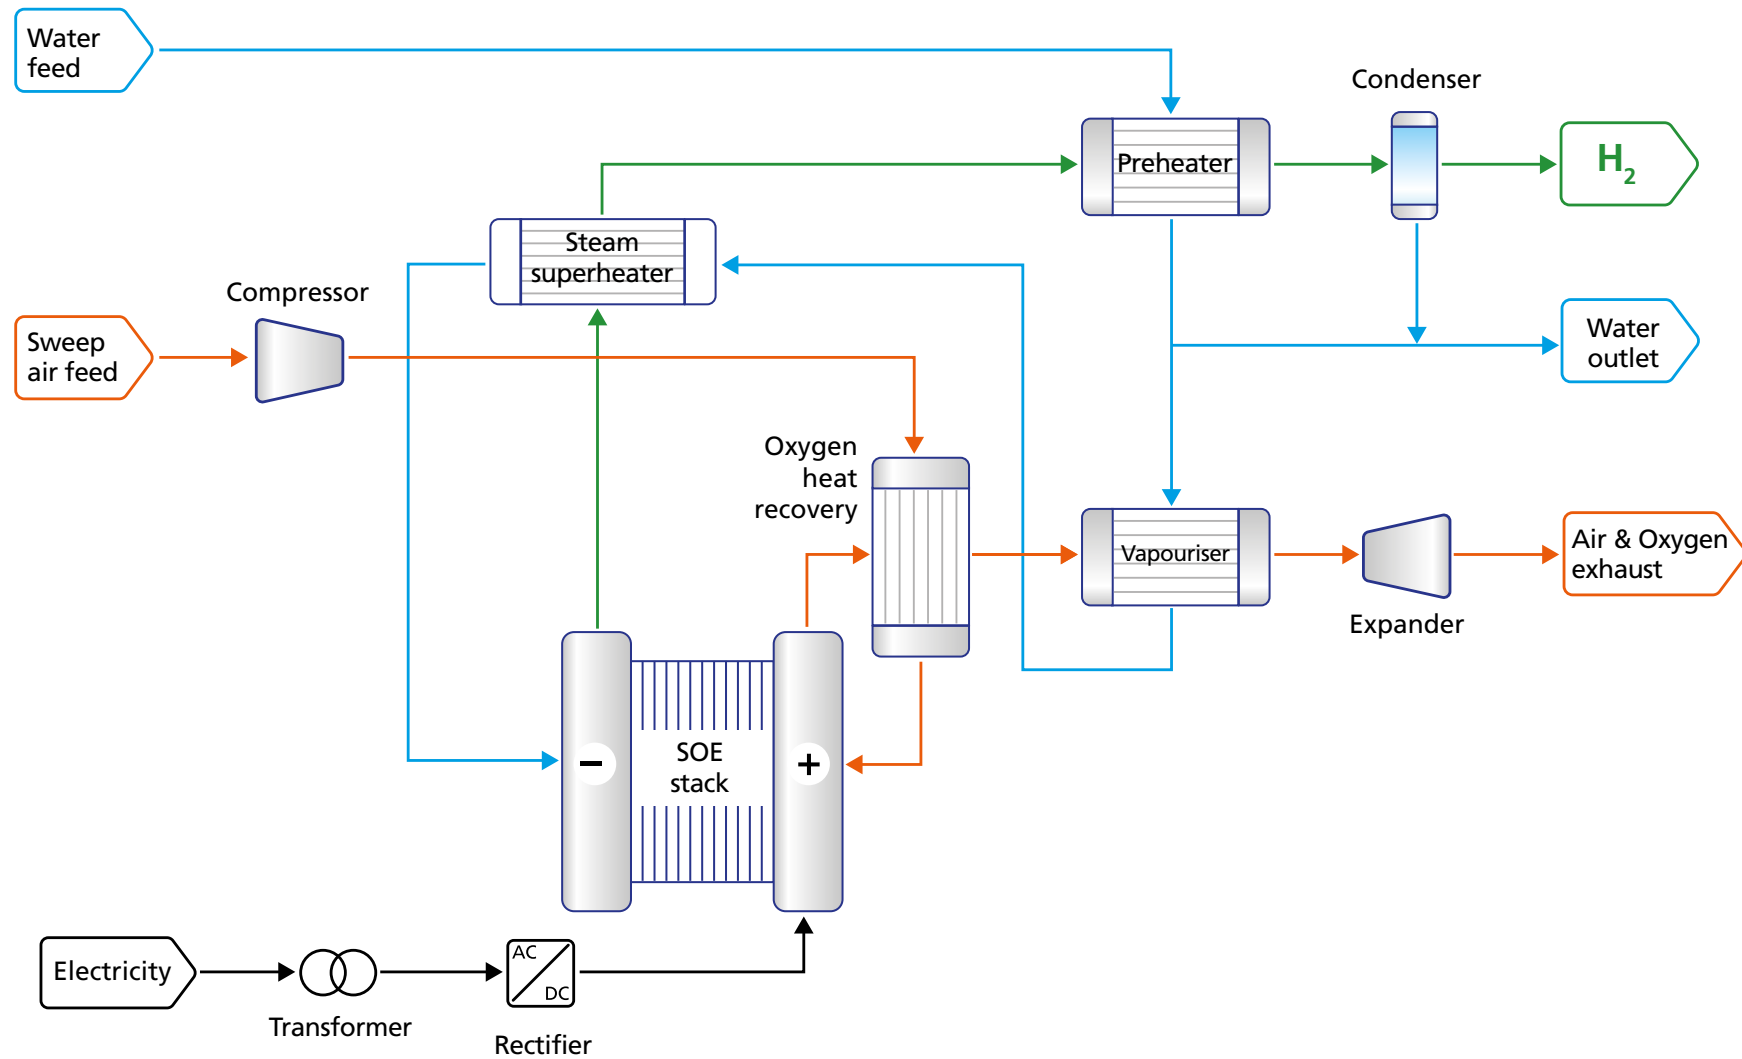 Water
feed
Condenser
Preheater
H2
Steam
superheater
Compressor
Sweep
air feed
Water
outlet
Oxygen
heat
recovery
Vapouriser
Air & Oxygen
exhaust
Expander
SOE
stack
−
+
Electricity
AC
DC
Transformer
Rectifier